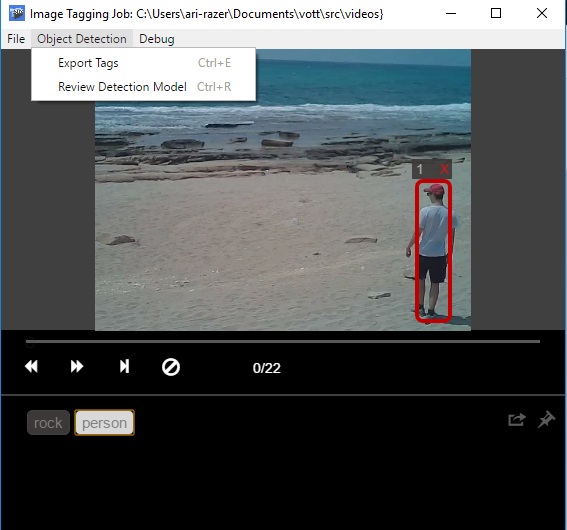 Image Tagging Job: C:\Users\ari-razer\Documents\vott\src\videos}
File Object Detection Debug
Export Tags Ctrl+E
Review Detection Model Ctrl+R
1 X
0/22
rock person